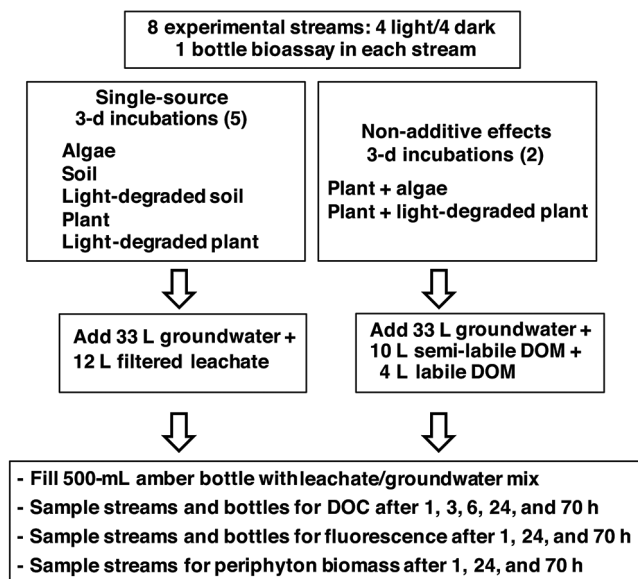 8 experimental streams: 4 light/4 dark
1 bottle bioassay in each stream
Single-source
3-d incubations (5)
Algae
Soil
Light-degraded soil
Plant
Light-degraded plant
Non-additive effects
3-d incubations (2)
Plant + algae
Plant + light-degraded plant
Add 33 L groundwater +
12 L filtered leachate
Add 33 L groundwater +
10 L semi-labile DOM +
4 L labile DOM
- Fill 500-mL amber bottle with leachate/groundwater mix
- Sample streams and bottles for DOC after 1, 3, 6, 24, and 70 h
- Sample streams and bottles for fluorescence after 1, 24, and 70 h
- Sample streams for periphyton biomass after 1, 24, and 70 h